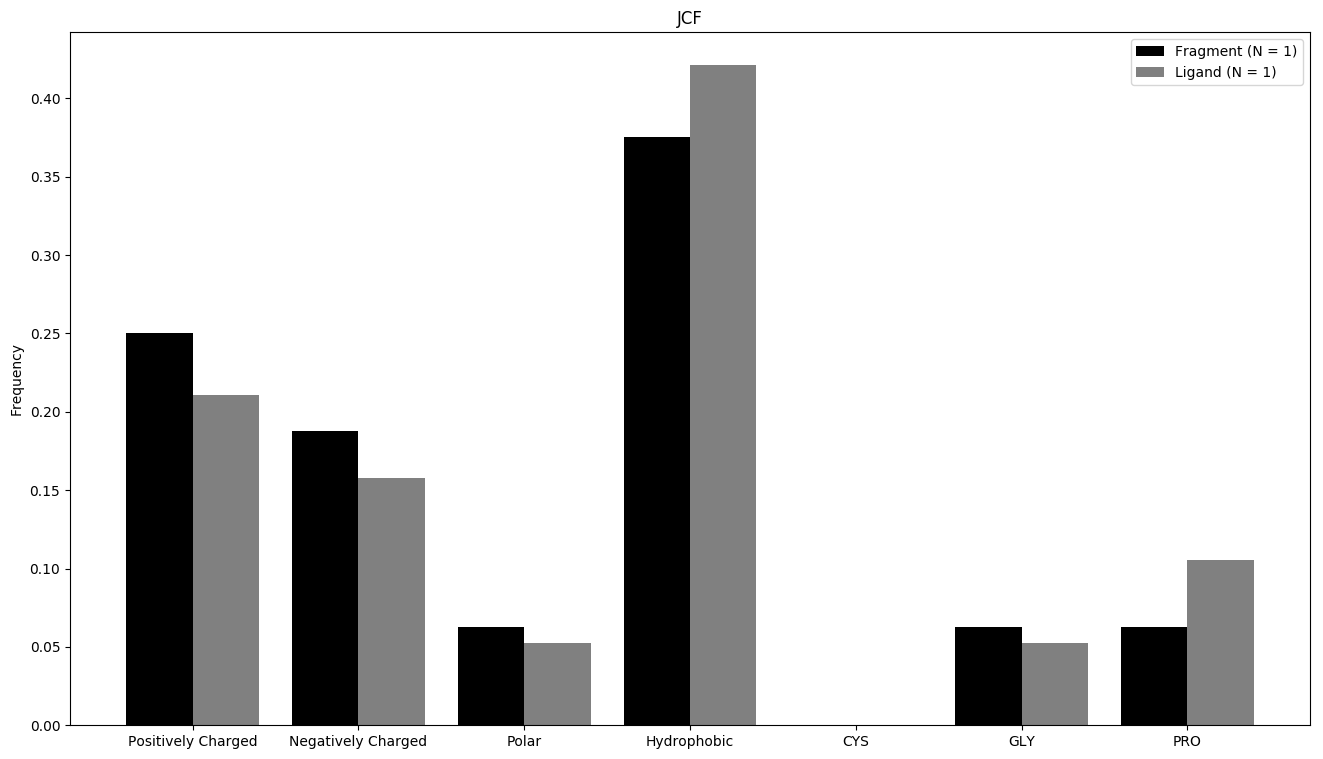 JCF
Fragment (N = 1)
Ligand (N = 1)
Frequency
0.40
0.35
0.30
0.25
0.20
0.15
0.10
0.05
0.00
Positively Charged Negatively Charged Polar Hydrophobic CYS GLY PRO